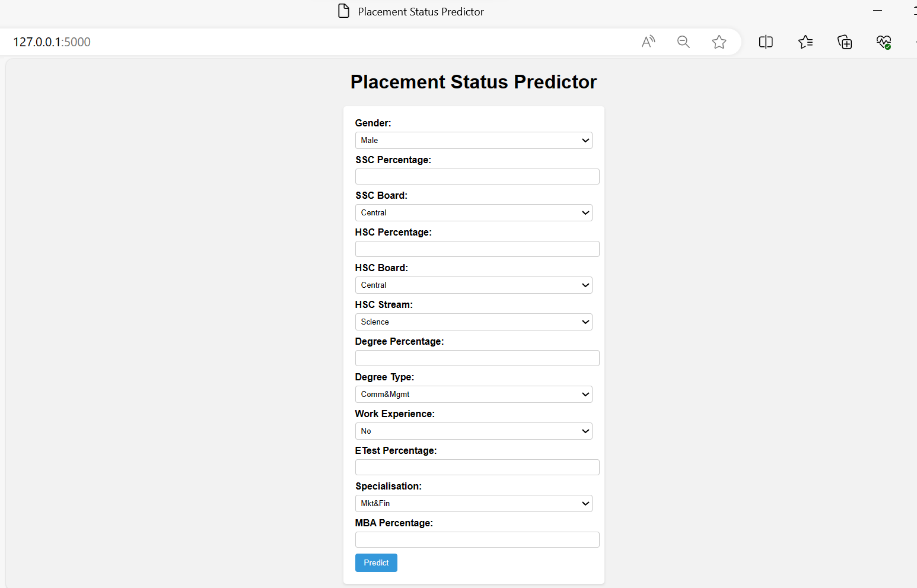 Placement Status Predictor
127.0.0.1:5000
Placement Status Predictor
Gender:
Male
SSC Percentage:
SSC Board:
Central
HSC Percentage:
HSC Board:
Central
HSC Stream:
Science
Degree Percentage:
Degree Type:
Comm&Mgmt
Work Experience:
No
ETest Percentage:
Specialisation:
Mkt&Fin
MBA Percentage:
Predict